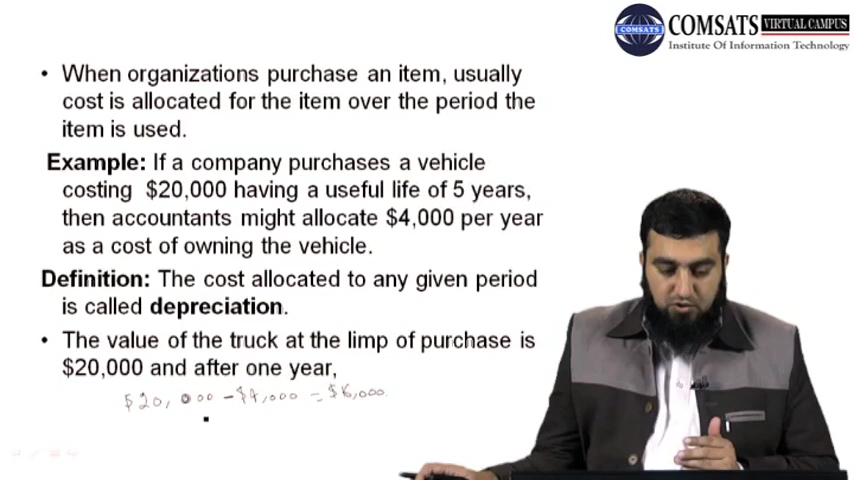 COMSATS VIRTUAL CAMPUS
Institute Of Information Technology
COMSATS
• When organizations purchase an item, usually
cost is allocated for the item over the period the
item is used.
Example: If a company purchases a vehicle
costing $20,000 having a useful life of 5 years,
then accountants might allocate $4,000 per year
as a cost of owning the vehicle.
Definition: The cost allocated to any given period
is called depreciation.
• The value of the truck at the limp of purchase is
$20,000 and after one year,
$20,000 - $4,000 = $16,000